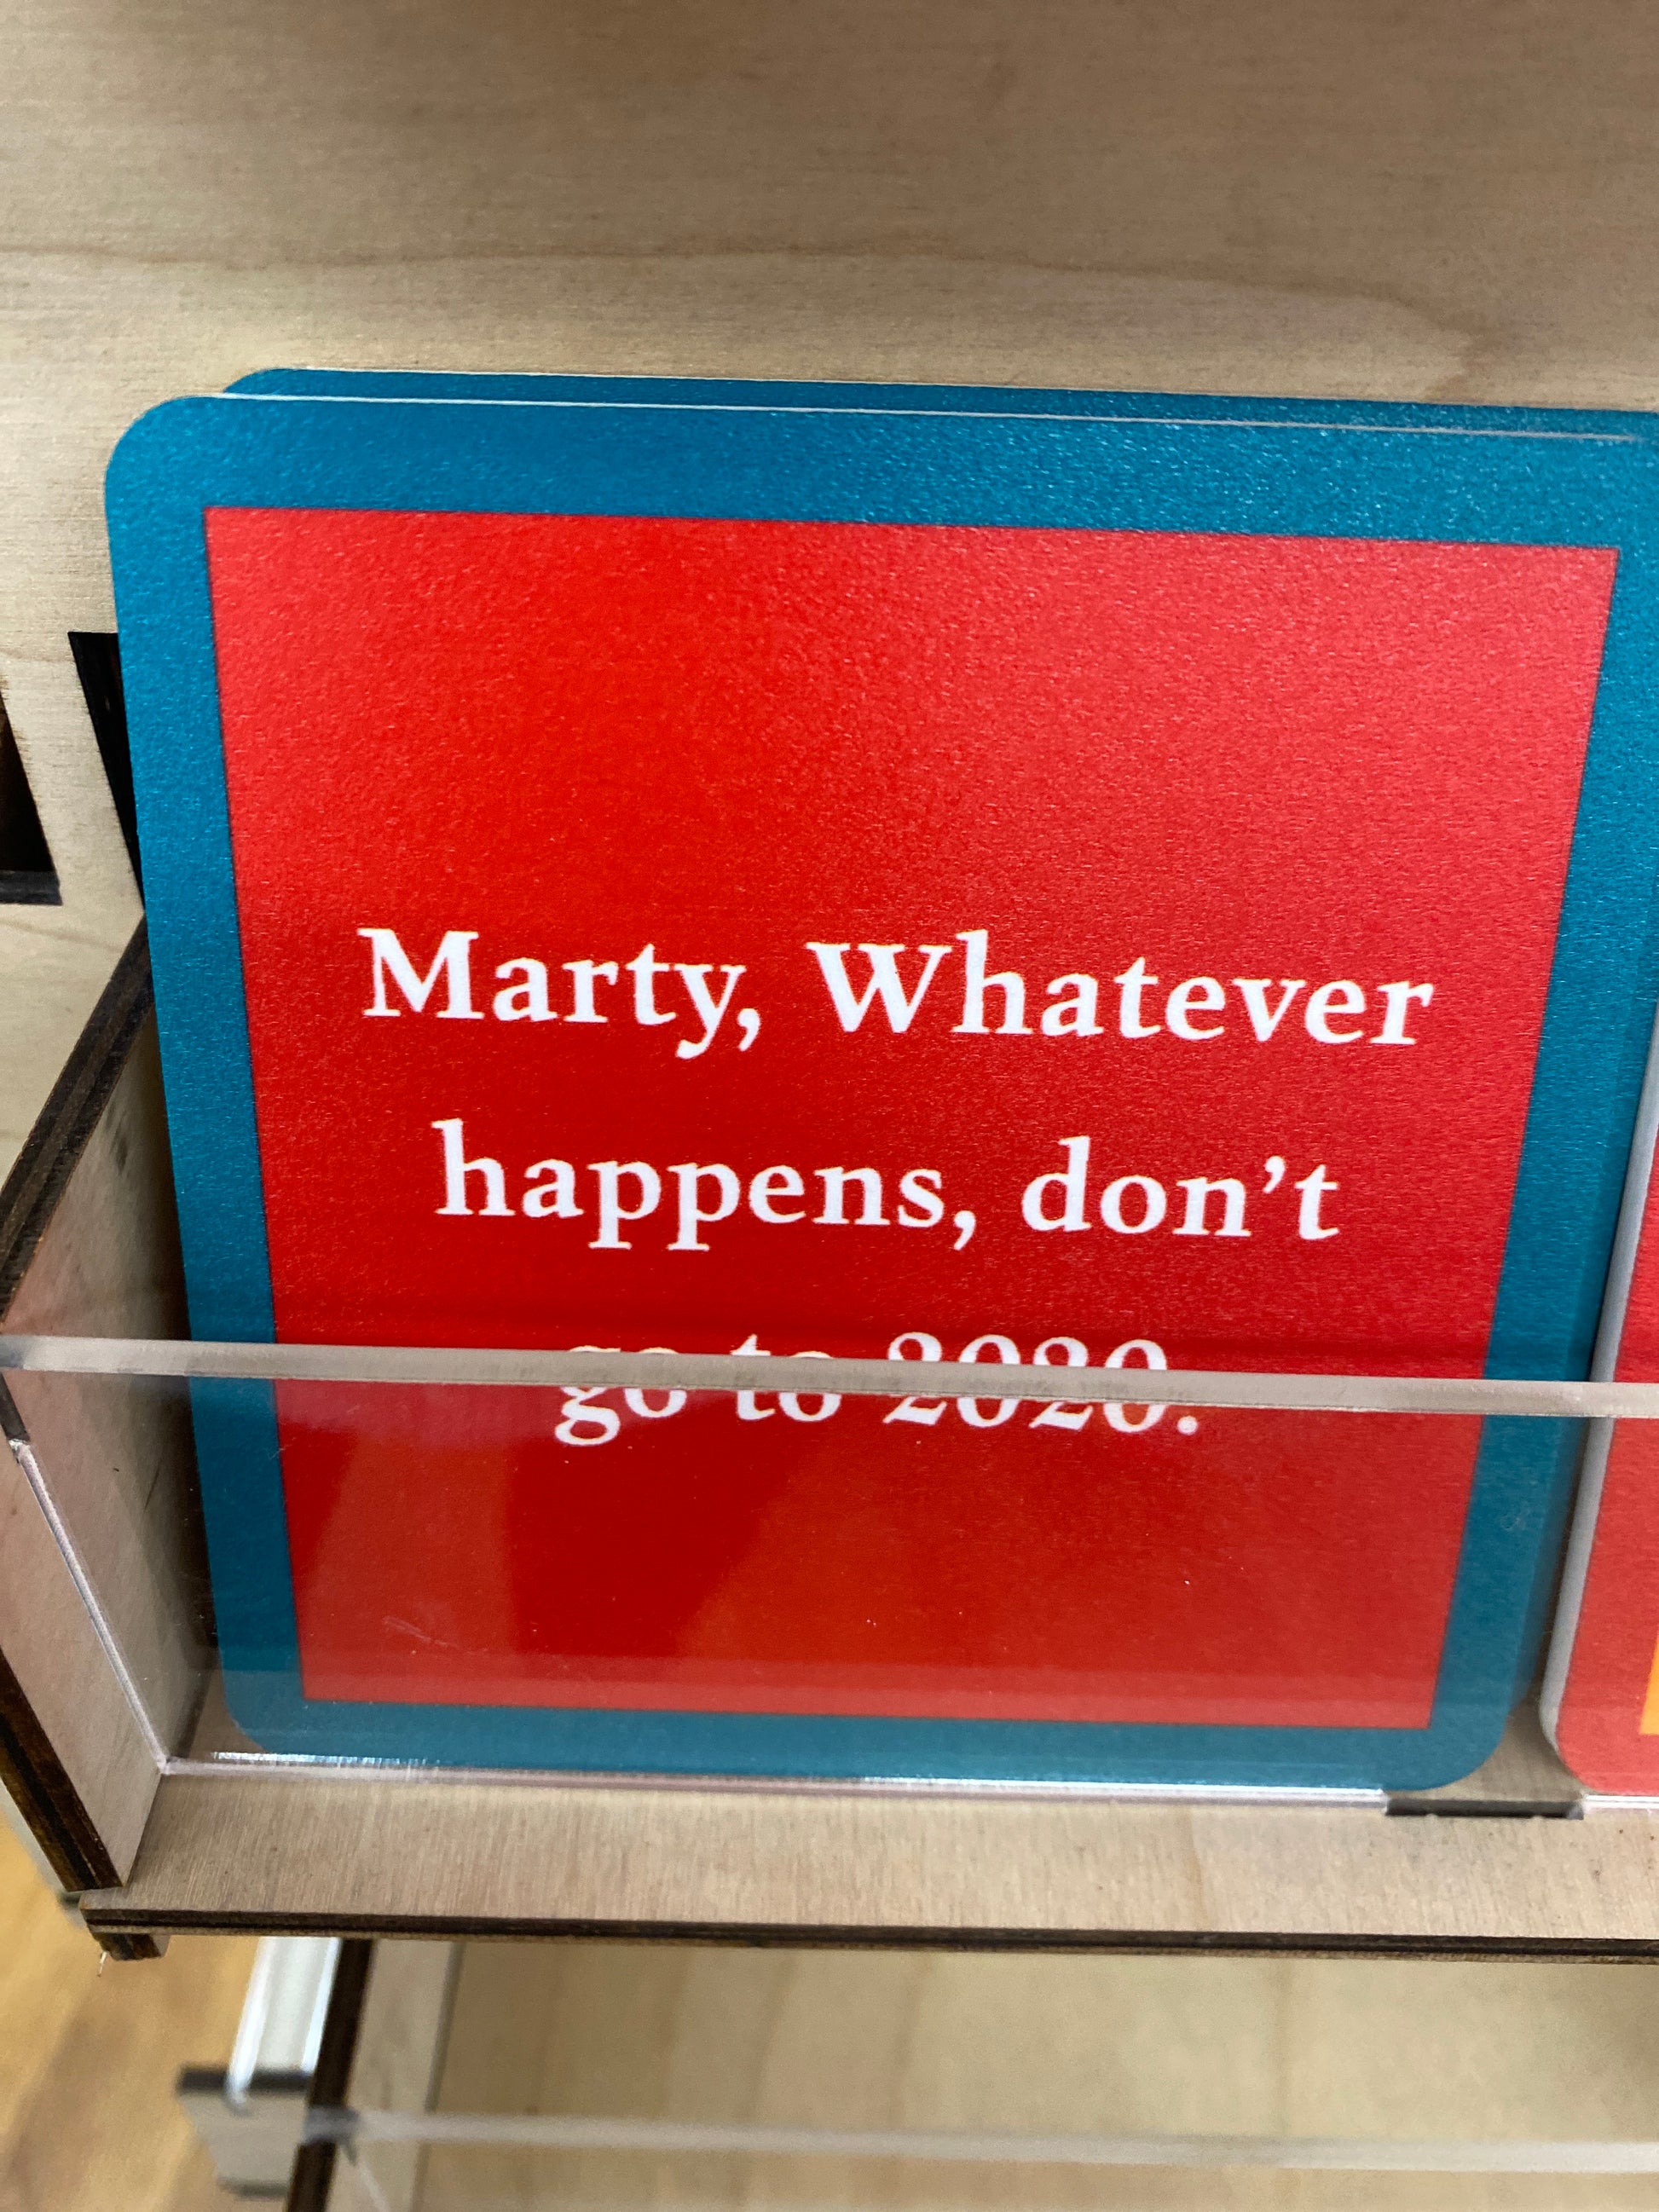 Marty, Whatever
happens, don’t
go to 2020.